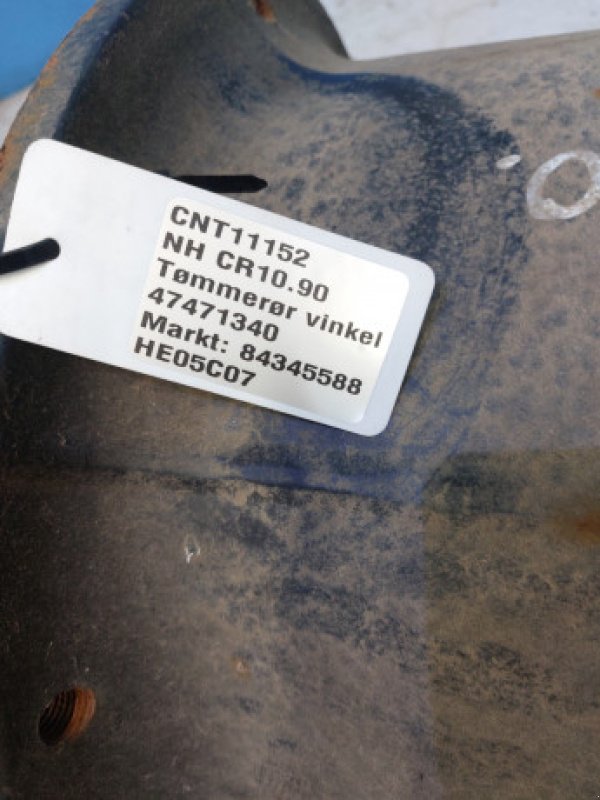 CNT11152
NH CR10.90
Tømmerør vinkel
47471340
Markt: 84345588
HE05C07